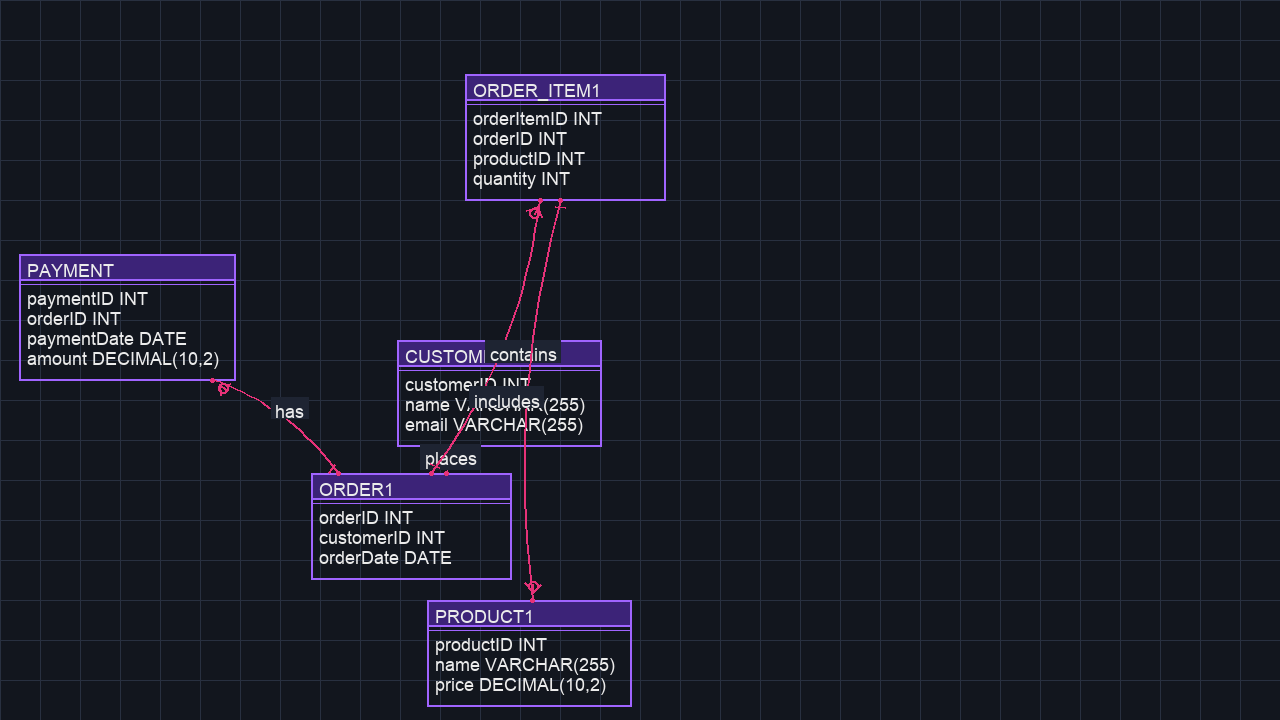 ORDER_ITEM1
orderItemID INT
orderID INT
productID INT
quantity INT
PAYMENT
paymentID INT
orderID INT
paymentDate DATE
amount DECIMAL(10,2)
has
CUSTOM
contains
customerID INT
name VARCHAR(255)
includes
email VARCHAR(255)
places
ORDER1
orderID INT
customerID INT
orderDate DATE
PRODUCT1
productID INT
name VARCHAR(255)
price DECIMAL(10,2)